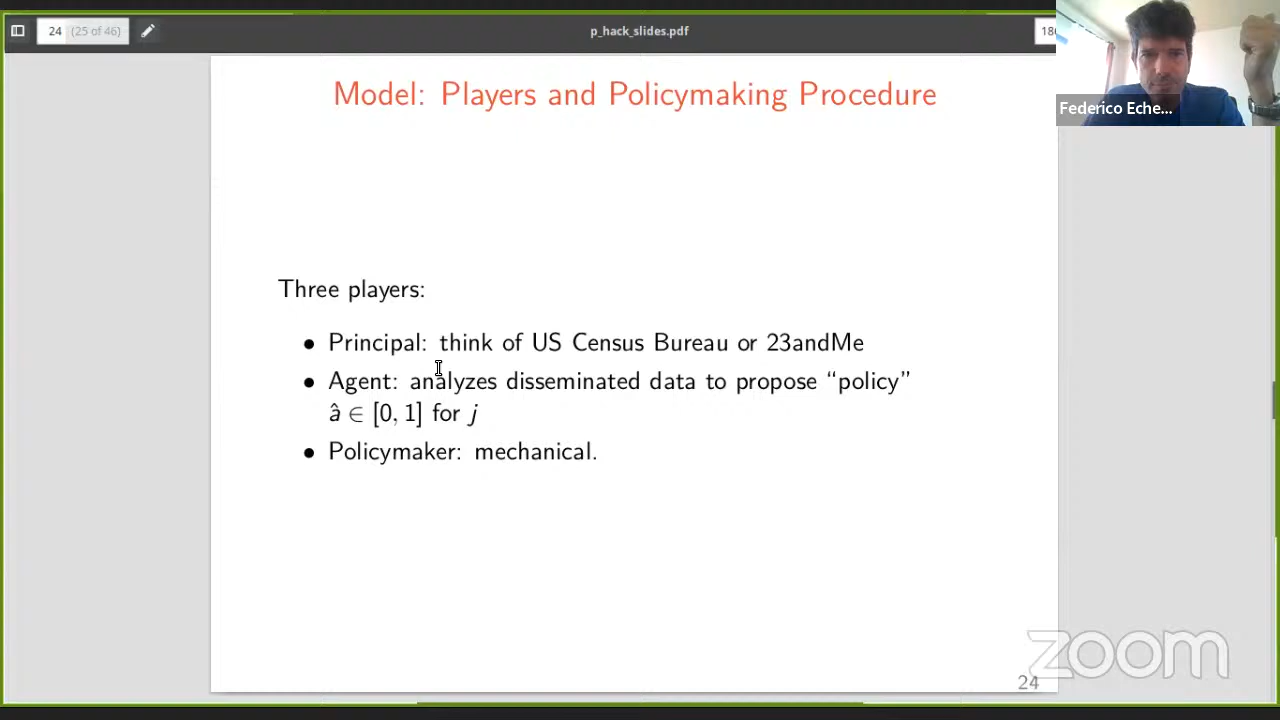 24 (25 of 46)
p_hack_slides.pdf
Federico Eche...
Model: Players and Policymaking Procedure
Three players:
• Principal: think of US Census Bureau or 23andMe
• Agent: analyzes disseminated data to propose “policy”
â ∈ [0, 1] for j
• Policymaker: mechanical.
zoom
24